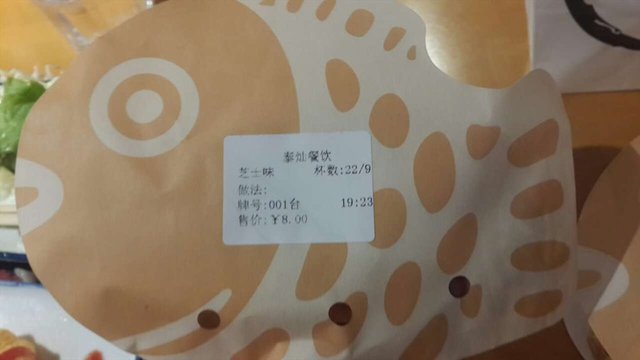 泰灿餐饮
芝士味 杯数:22/9
做法:
牌号:001台 19:23
售价:¥8.00